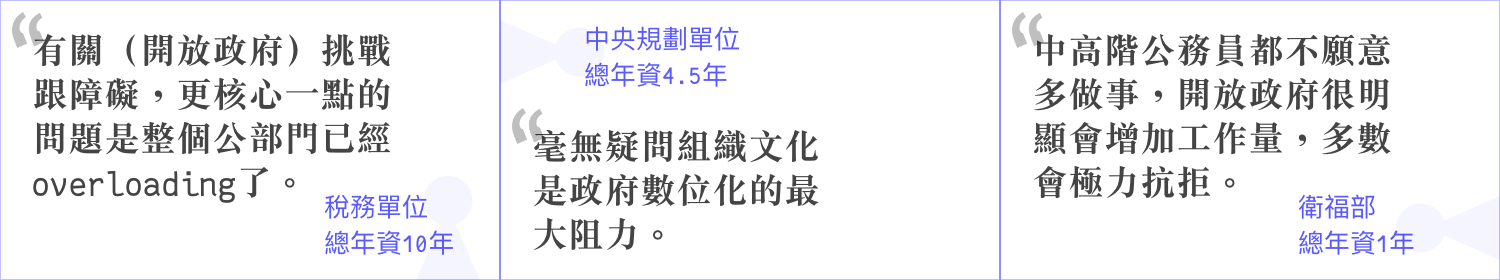 有關（開放政府）挑戰
跟障礙，更核心一點的
問題是整個公部門已經
overloading了。
稅務單位
總年資10年
中央規劃單位
總年資4.5年
毫無疑問組織文化
是政府數位化的最
大阻力。
中高階公務員都不願意
多做事，開放政府很明
顯會增加工作量，多數
會極力抗拒。
衛福部
總年資1年